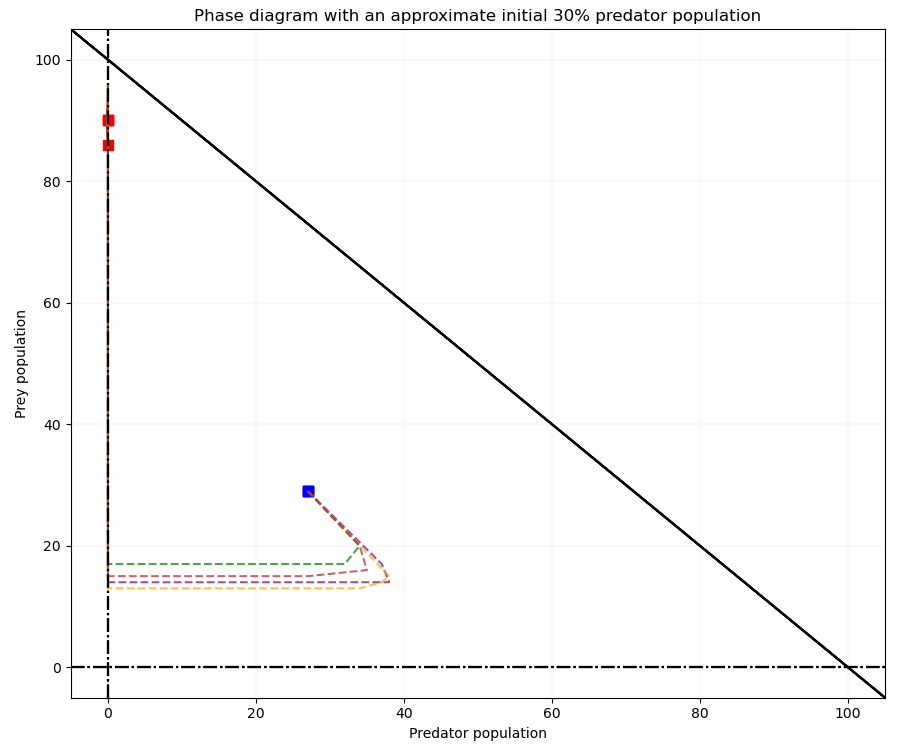 Phase diagram with an approximate initial 30% predator population
Prey population
100
80
60
40
20
0
0 20 40 60 80 100
Predator population